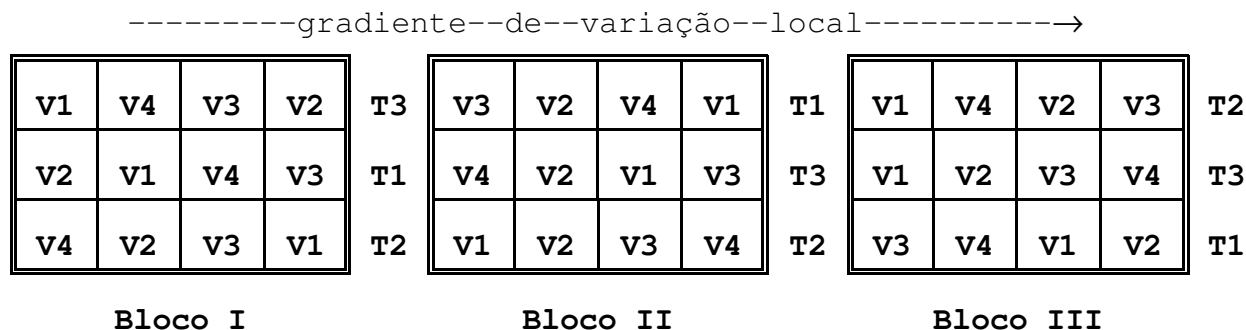 ---------gradiente--de--variação--local----------→
V1 V4 V3 V2 T3 V3 V2 V4 V1 T1 V1 V4 V2 V3 T2
V2 V1 V4 V3 T1 V4 V2 V1 V3 T3 V1 V2 V3 V4 T3
V4 V2 V3 V1 T2 V1 V2 V3 V4 T2 V3 V4 V1 V2 T1
Bloco I Bloco II Bloco III